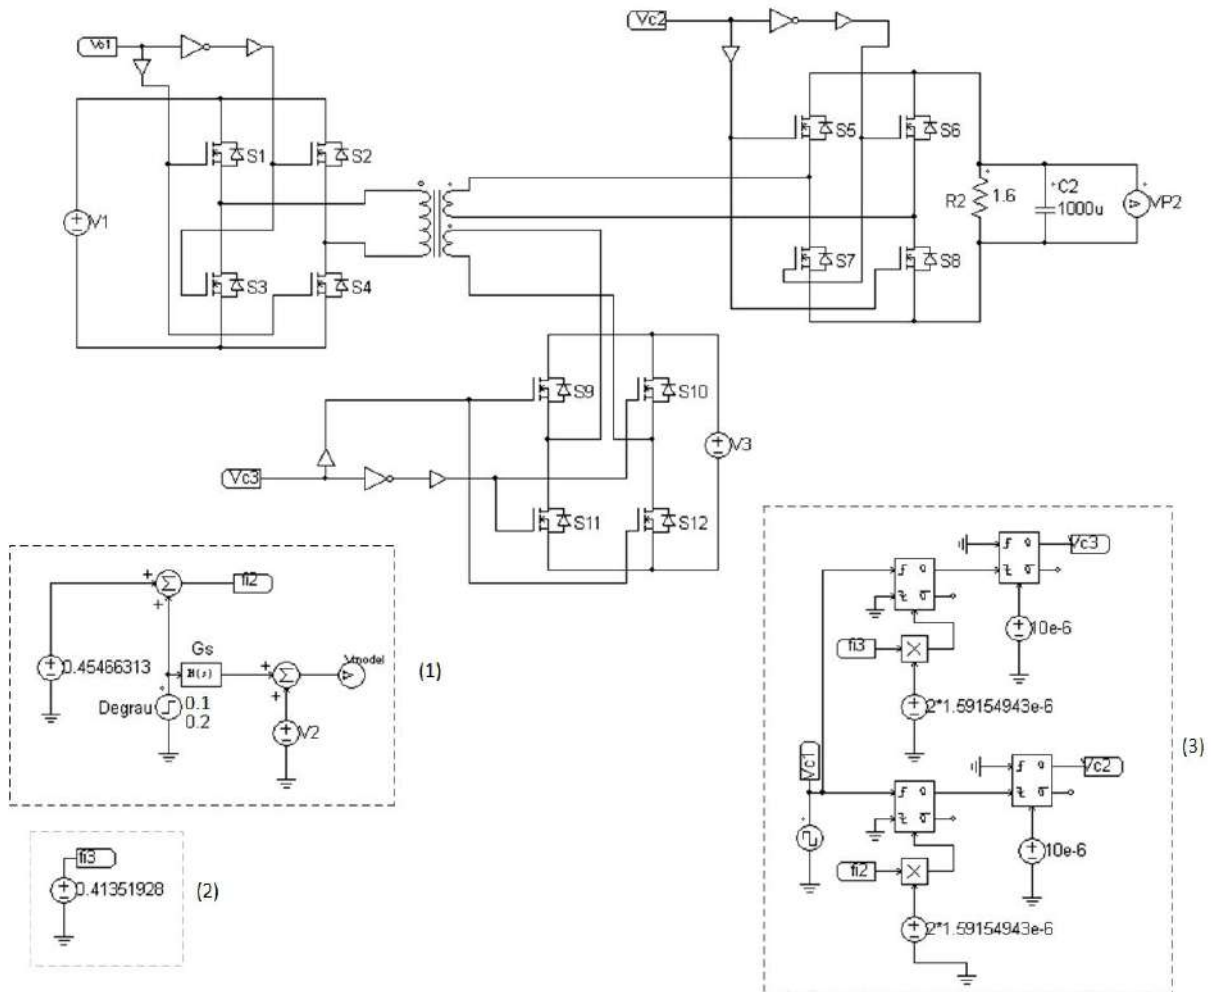 Vc1
Vc2
S1
S2
S5
S6
V1
R2
1.6
C2
1000u
VP2
S3
S4
S7
S8
S9
S10
V3
Vc3
S11
S12
fi2
Gs
H(s)
Vmodel
0.45466313
Degrau
0.1
0.2
V2
(1)
fi3
0.41351928
(2)
Vc3
10e-6
fi3
2*1.59154943e-6
Vc1
Vc2
10e-6
fi2
2*1.59154943e-6
(3)